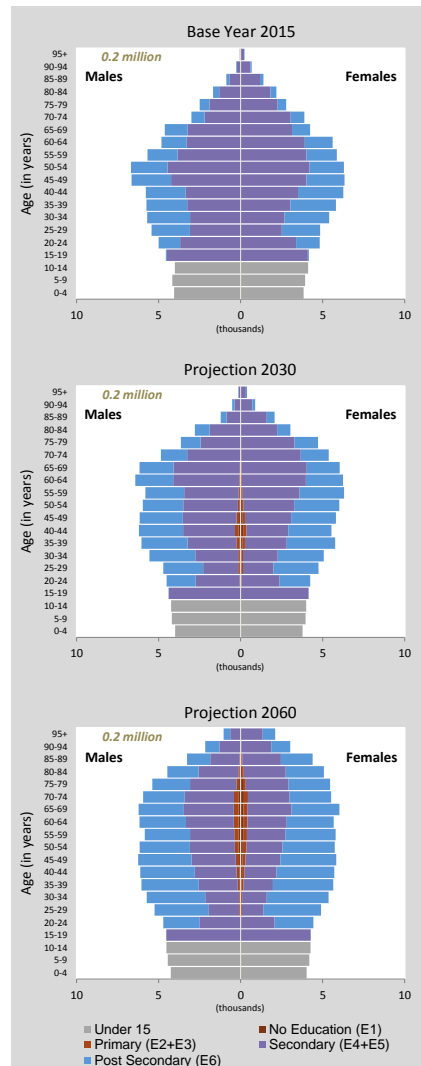 Base Year 2015
0.2 million
Males Females
Age (in years)
95+
90-94
85-89
80-84
75-79
70-74
65-69
60-64
55-59
50-54
45-49
40-44
35-39
30-34
25-29
20-24
15-19
10-14
5-9
0-4
10 5 0 5 10
(thousands)
Projection 2030
0.2 million
Males Females
Age (in years)
95+
90-94
85-89
80-84
75-79
70-74
65-69
60-64
55-59
50-54
45-49
40-44
35-39
30-34
25-29
20-24
15-19
10-14
5-9
0-4
10 5 0 5 10
(thousands)
Projection 2060
0.2 million
Males Females
Age (in years)
95+
90-94
85-89
80-84
75-79
70-74
65-69
60-64
55-59
50-54
45-49
40-44
35-39
30-34
25-29
20-24
15-19
10-14
5-9
0-4
10 5 0 5 10
(thousands)
Under 15 No Education (E1)
Primary (E2+E3) Secondary (E4+E5)
Post Secondary (E6)